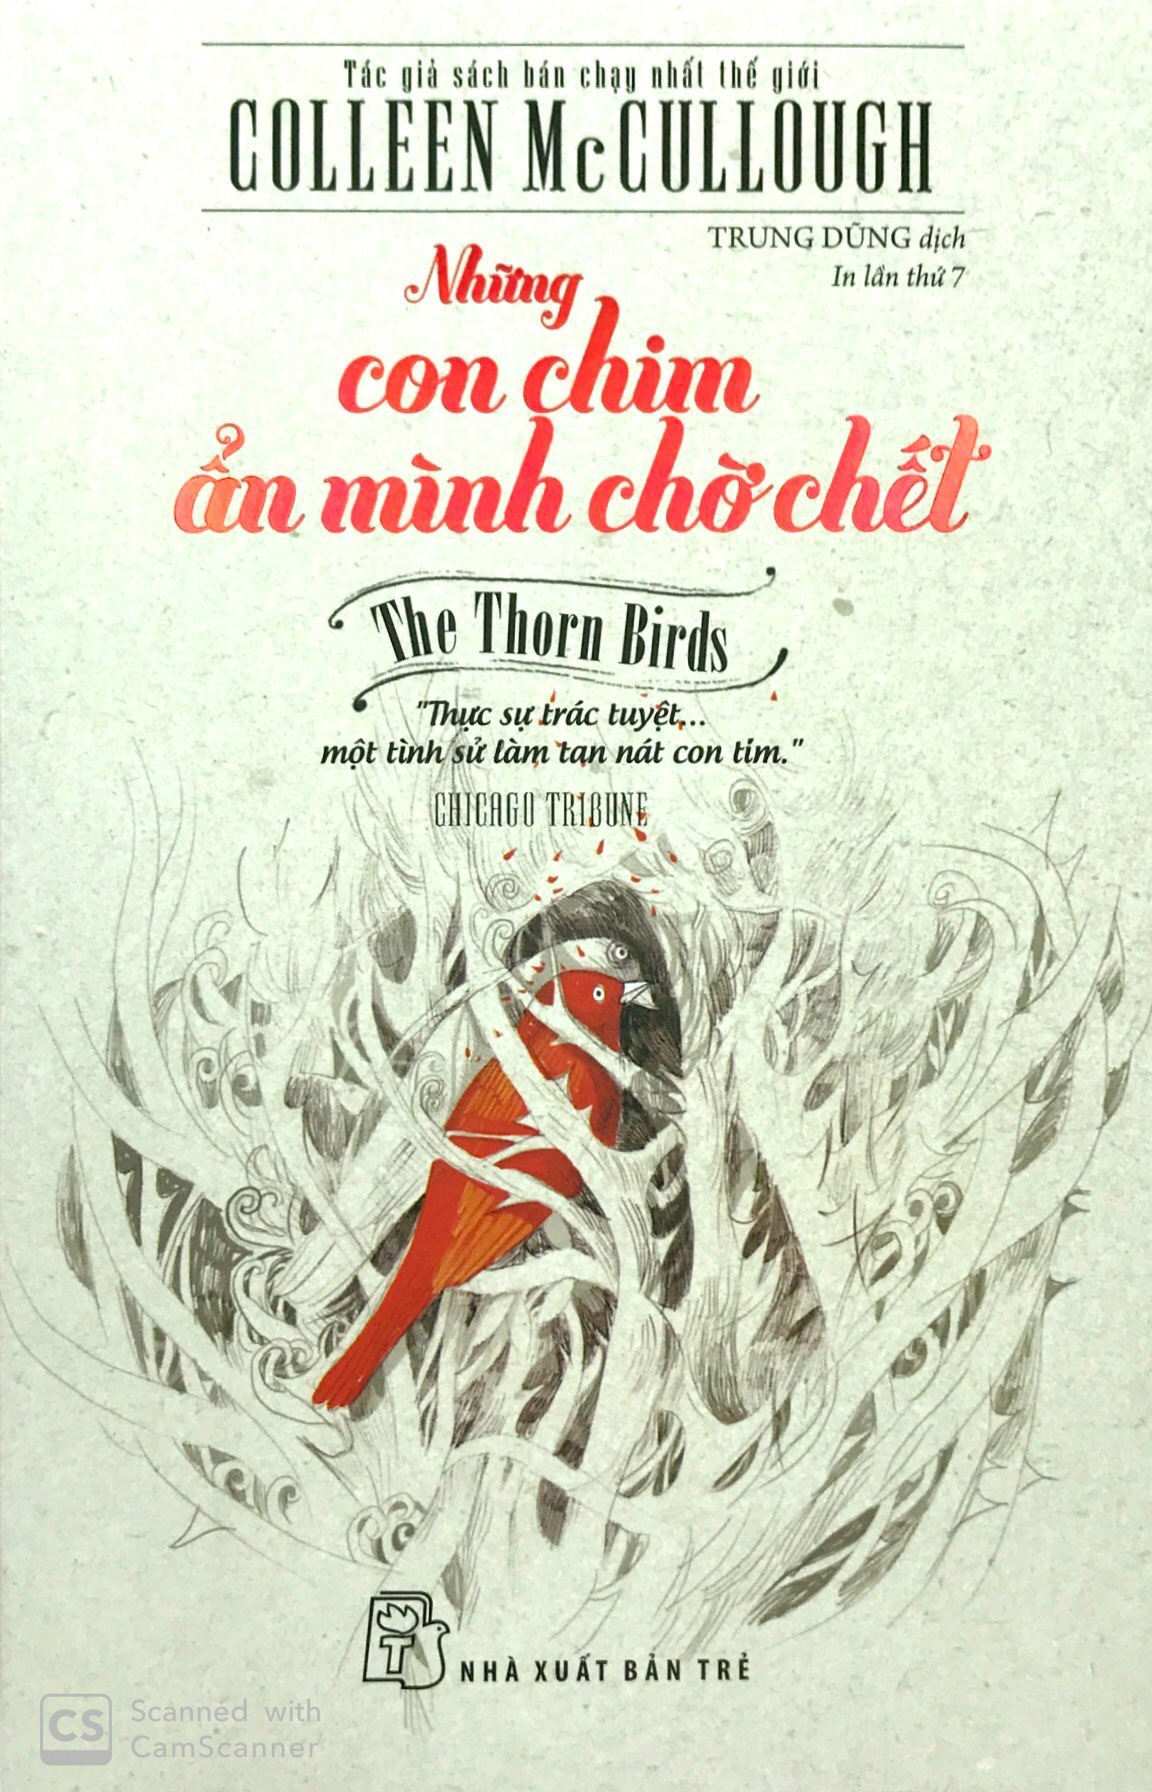 Tác giả sách bán chạy nhất thế giới
COLLEEN McCULLOUGH
TRUNG DŨNG dịch
In lần thứ 7
Những
con chim
ẩn mình chờ chết
The Thorn Birds
"Thực sự trác tuyệt...
một tình sử làm tan nát con tim."
CHICAGO TRIBUNE
T
NHÀ XUẤT BẢN TRẺ
CS Scanned with
CamScanner